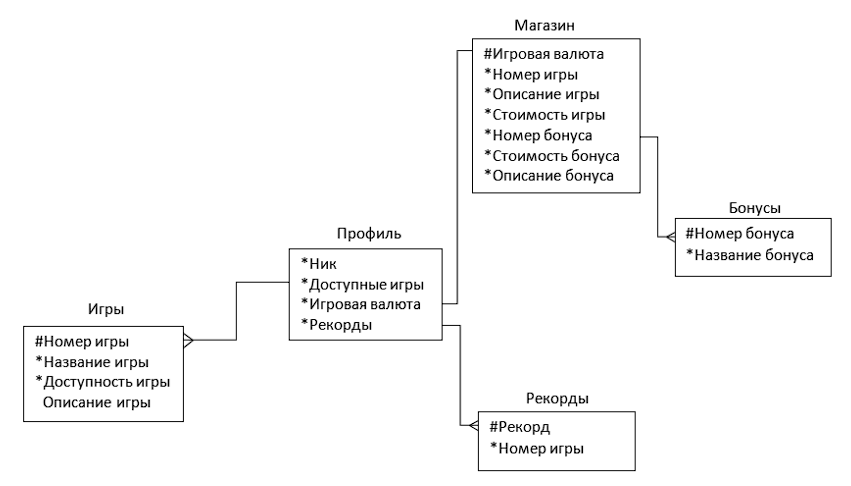 Магазин
#Игровая валюта
*Номер игры
*Описание игры
*Стоимость игры
*Номер бонуса
*Стоимость бонуса
*Описание бонуса
Бонусы
#Номер бонуса
*Название бонуса
Профиль
*Ник
*Доступные игры
*Игровая валюта
*Рекорды
Игры
#Номер игры
*Название игры
*Доступность игры
Описание игры
Рекорды
#Рекорд
*Номер игры